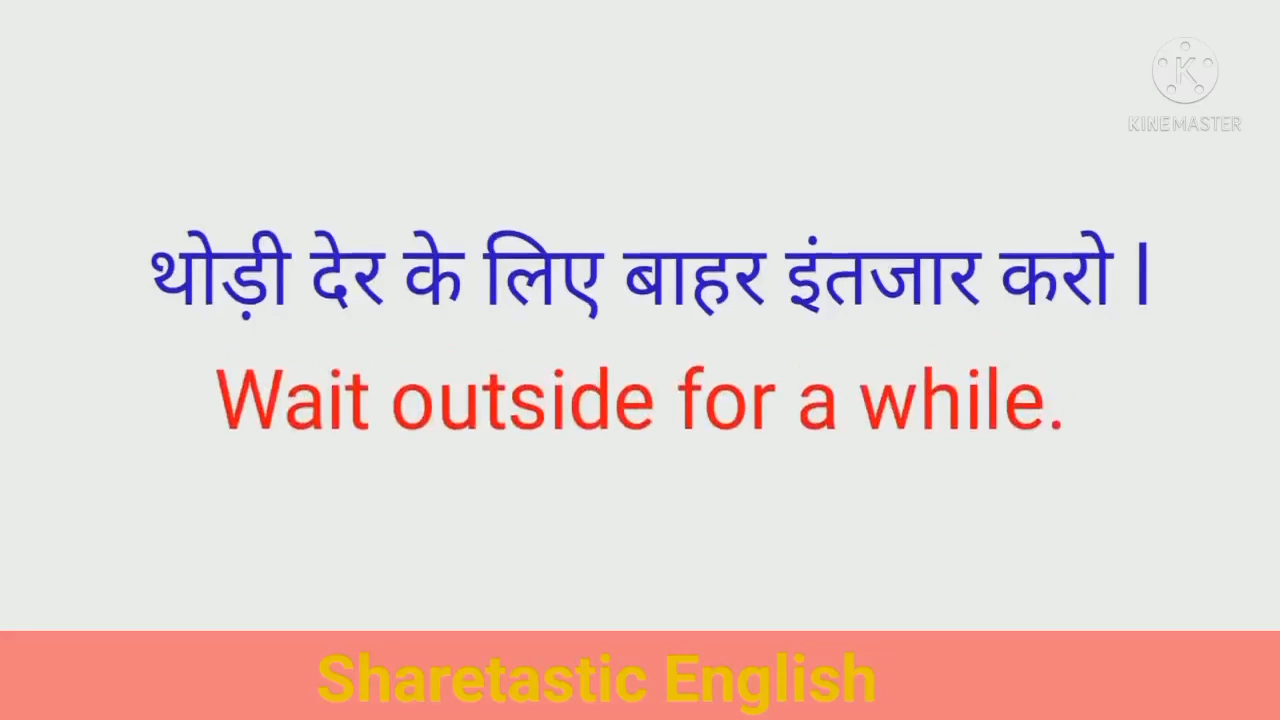 KINEMASTER
थोड़ी देर के लिए बाहर इंतजार करो l
Wait outside for a while.
Sharetastic English